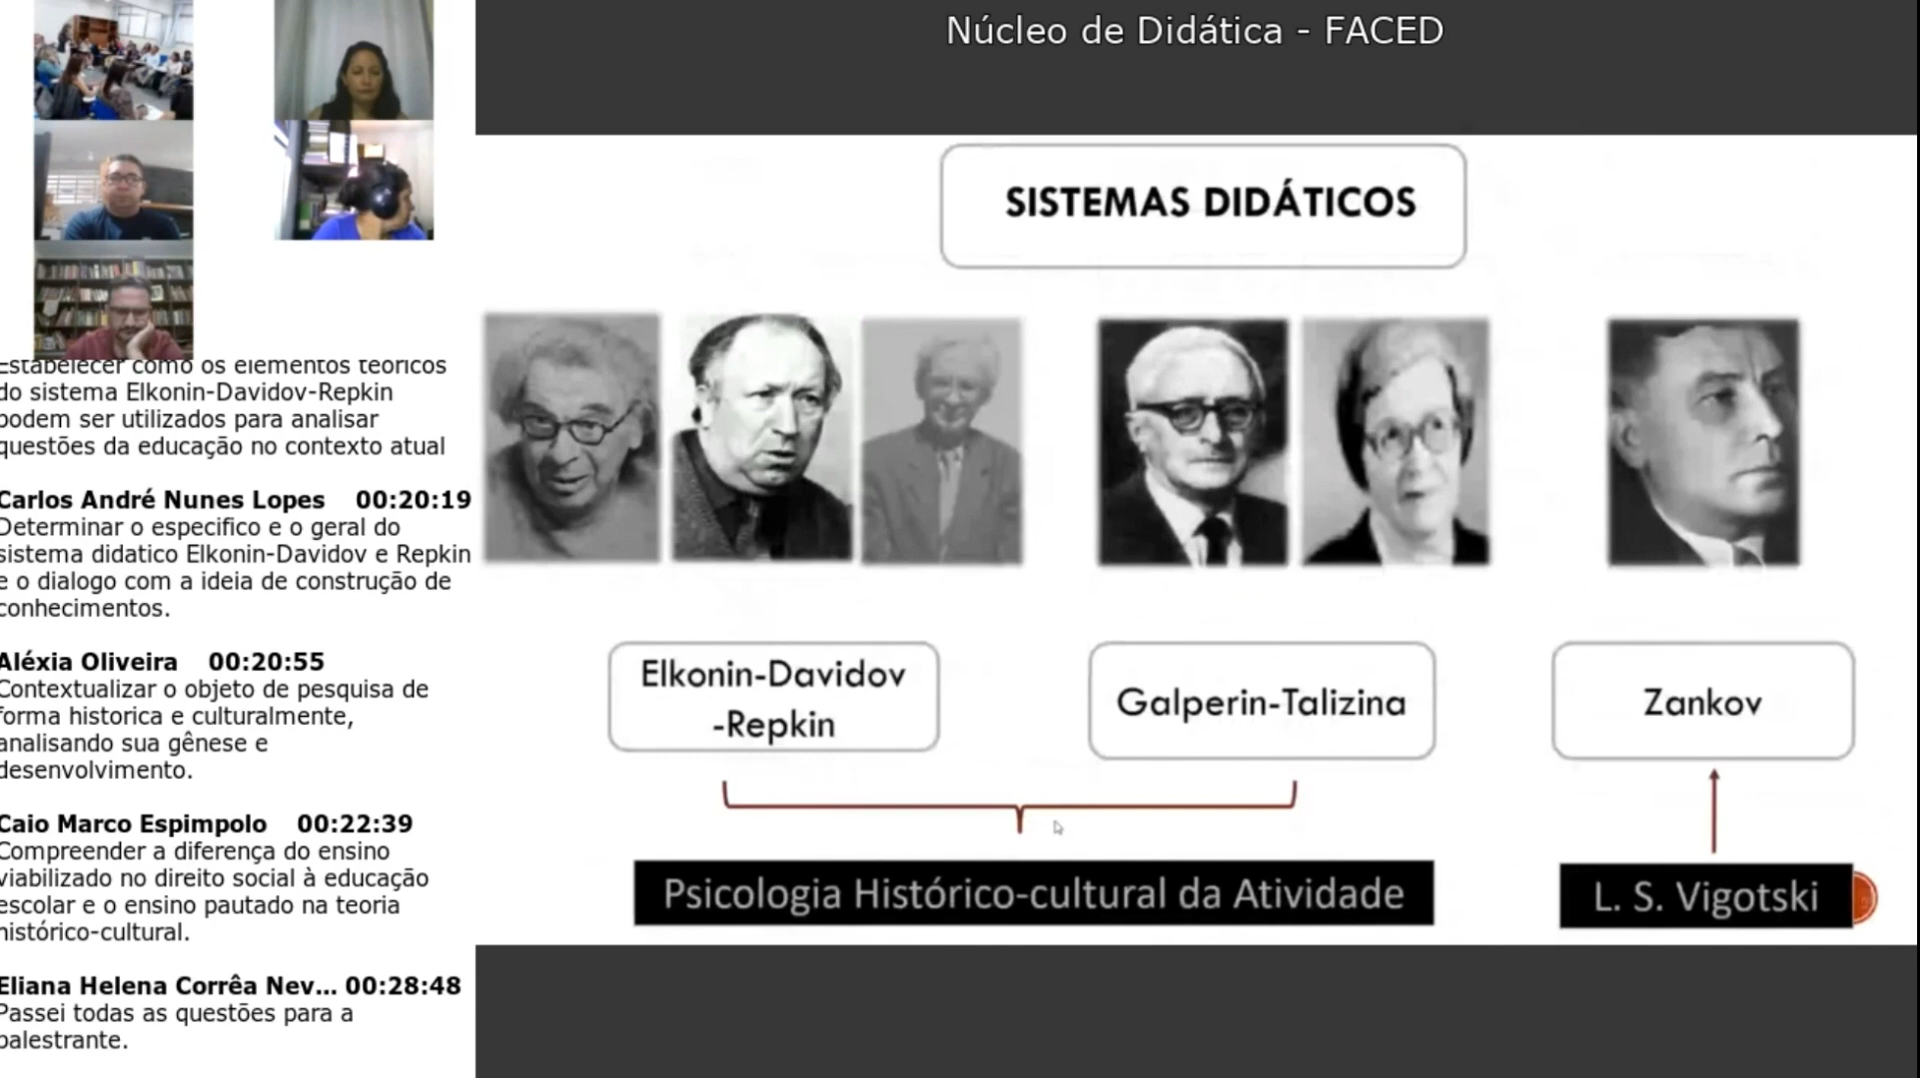 Núcleo de Didática - FACED
SISTEMAS DIDÁTICOS
Elkonin-Davidov
-Repkin
Galperin-Talizina
Zankov
Psicologia Histórico-cultural da Atividade
L. S. Vigotski
Estabelecer como os elementos teoricos
do sistema Elkonin-Davidov-Repkin
podem ser utilizados para analisar
questões da educação no contexto atual
Carlos André Nunes Lopes 00:20:19
Determinar o especifico e o geral do
sistema didatico Elkonin-Davidov e Repkin
e o dialogo com a ideia de construção de
conhecimentos.
Aléxia Oliveira 00:20:55
Contextualizar o objeto de pesquisa de
forma historica e culturalmente,
analisando sua gênese e
desenvolvimento.
Caio Marco Espimpolo 00:22:39
Compreender a diferença do ensino
viabilizado no direito social à educação
escolar e o ensino pautado na teoria
histórico-cultural.
Eliana Helena Corrêa Nev... 00:28:48
Passei todas as questões para a
palestrante.